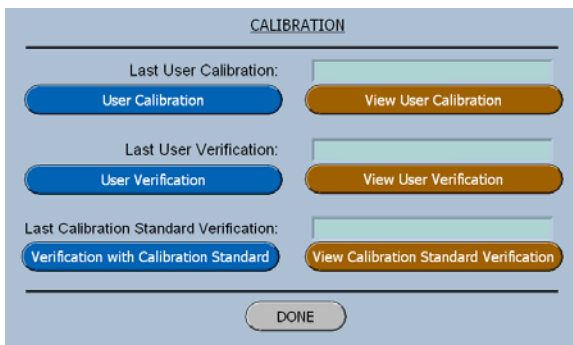 CALIBRATION
Last User Calibration:
User Calibration
View User Calibration
Last User Verification:
User Verification
View User Verification
Last Calibration Standard Verification:
Verification with Calibration Standard
View Calibration Standard Verification
DONE